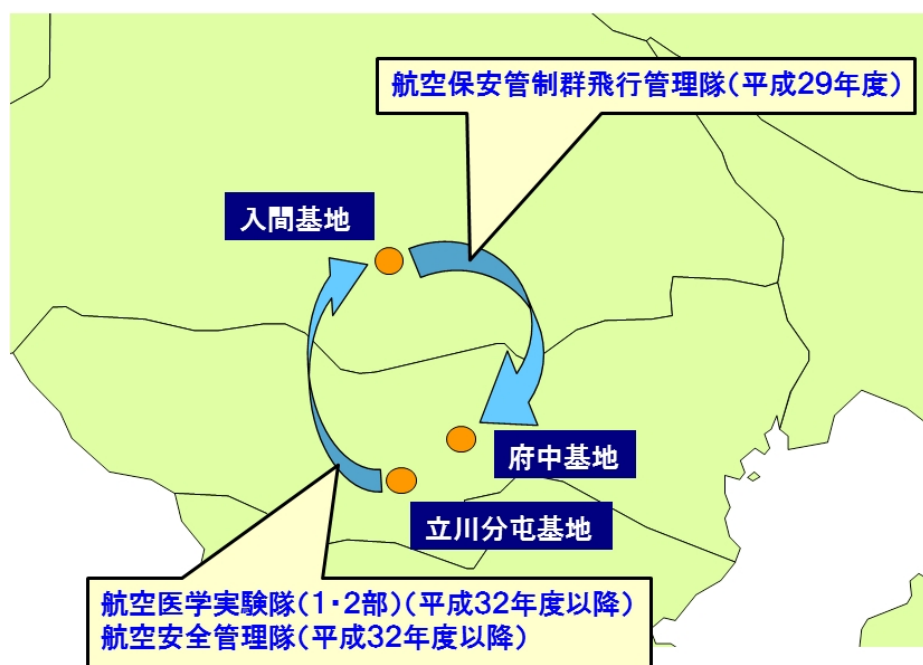 航空保安管制群飛行管理隊(平成29年度)
入間基地
府中基地
立川分屯基地
航空医学実験隊(1・2部)(平成32年度以降)
航空安全管理隊(平成32年度以降)